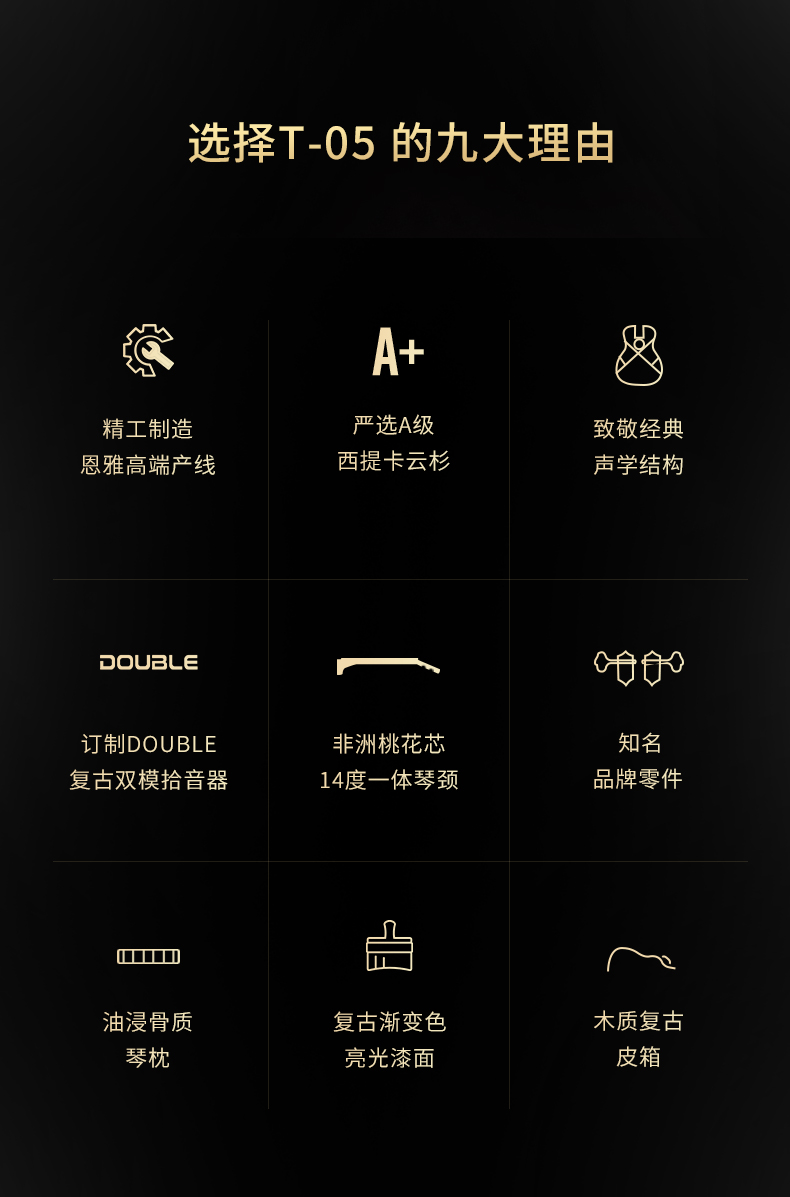 选择T-05 的九大理由
A+
精工制造
恩雅高端产线
严选A级
西提卡云杉
致敬经典
声学结构
DOUBLE
订制DOUBLE
复古双模拾音器
非洲桃花芯
14度一体琴颈
知名
品牌零件
油浸骨质
琴枕
复古渐变色
亮光漆面
木质复古
皮箱